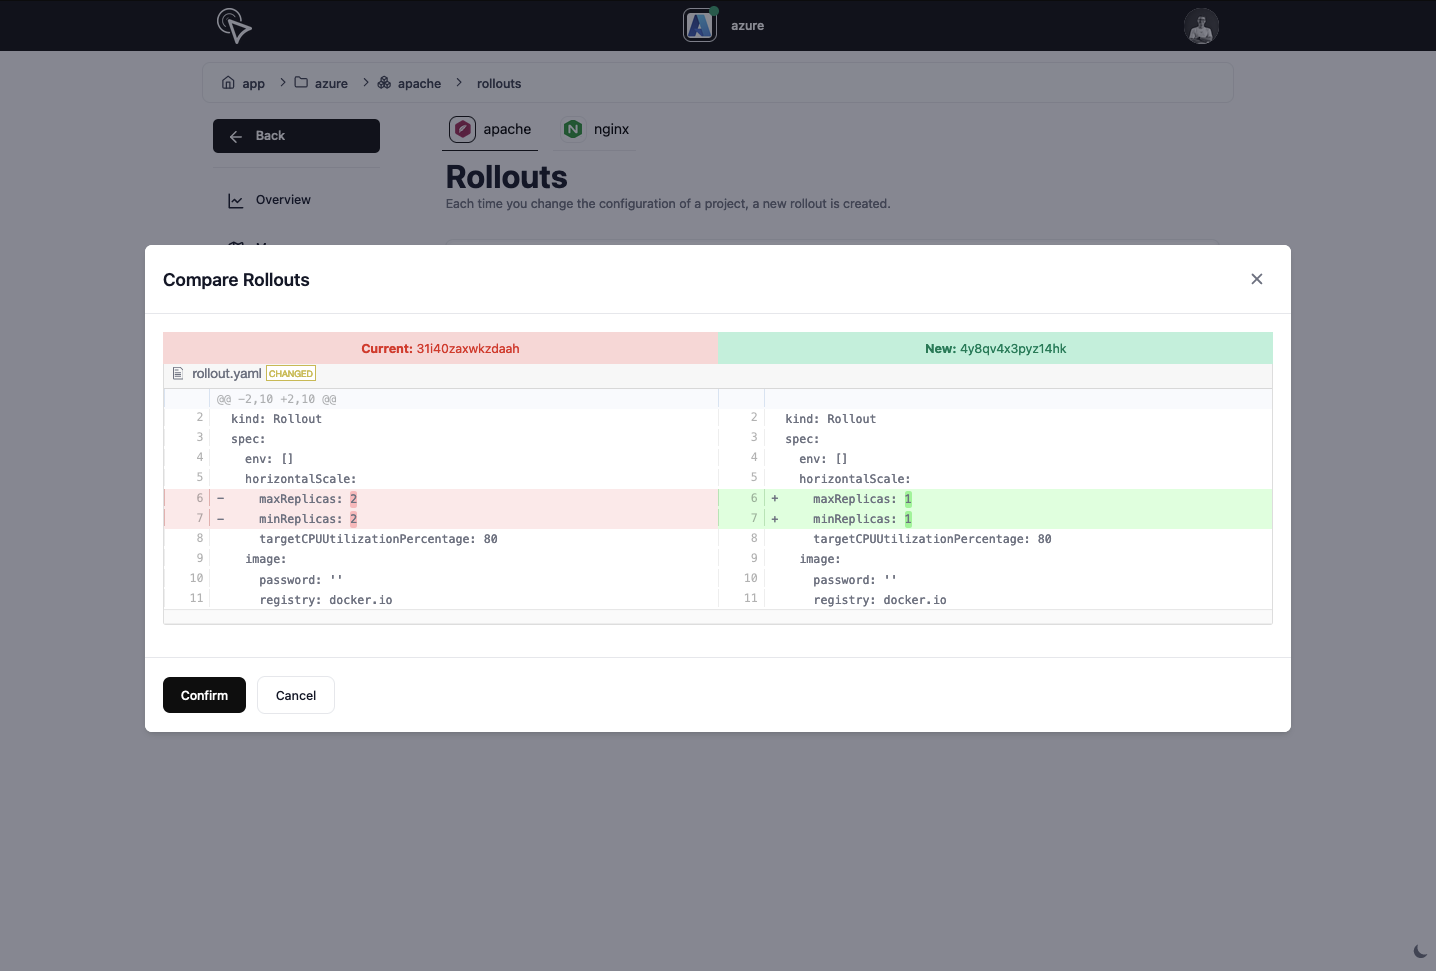 azure
app > azure > apache > rollouts
Back
apache
nginx
Rollouts
Each time you change the configuration of a project, a new rollout is created.
Overview
Compare Rollouts
Current: 31i40zaxwkzdaah
New: 4y8qv4x3pyz14hk
rollout.yaml CHANGED
@@ -2,10 +2,10 @@
2 kind: Rollout
3 spec:
4 env: []
5 horizontalScale:
6 - maxReplicas: 2
7 - minReplicas: 2
8 targetCPUUtilizationPercentage: 80
9 image:
10 password: ''
11 registry: docker.io
2 kind: Rollout
3 spec:
4 env: []
5 horizontalScale:
6 + maxReplicas: 1
7 + minReplicas: 1
8 targetCPUUtilizationPercentage: 80
9 image:
10 password: ''
11 registry: docker.io
Confirm
Cancel